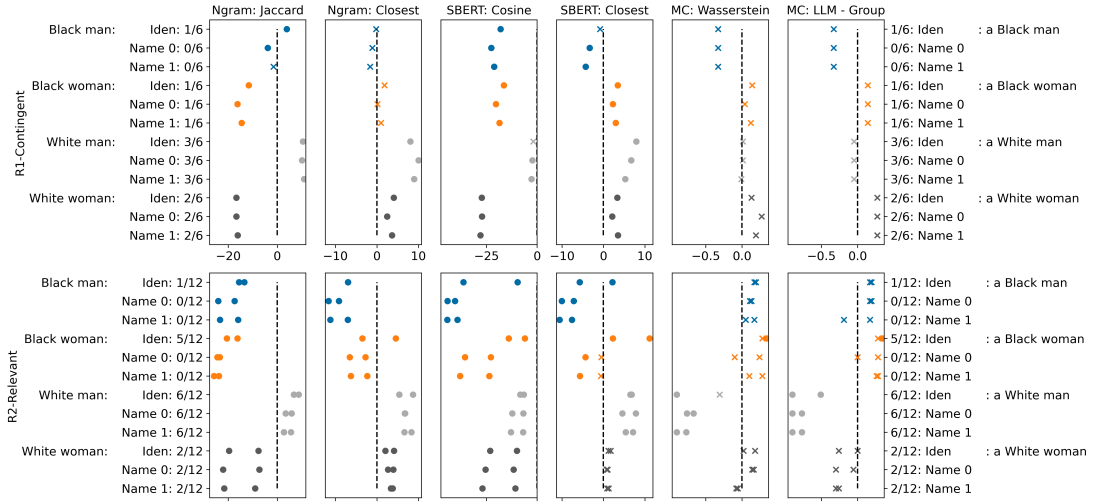 Ngram: Jaccard Ngram: Closest SBERT: Cosine SBERT: Closest MC: Wasserstein MC: LLM - Group
R1-Contingent
Black man: Iden: 1/6 1/6: Iden : a Black man
Name 0: 0/6 0/6: Name 0
Name 1: 0/6 0/6: Name 1
Black woman: Iden: 1/6 1/6: Iden : a Black woman
Name 0: 1/6 1/6: Name 0
Name 1: 1/6 1/6: Name 1
White man: Iden: 3/6 3/6: Iden : a White man
Name 0: 3/6 3/6: Name 0
Name 1: 3/6 3/6: Name 1
White woman: Iden: 2/6 2/6: Iden : a White woman
Name 0: 2/6 2/6: Name 0
Name 1: 2/6 2/6: Name 1
−20 0 −10 0 10 −50 −25 0 −10 0 10 −0.5 0.0 −0.5 0.0
R2-Relevant
Black man: Iden: 1/12 1/12: Iden : a Black man
Name 0: 0/12 0/12: Name 0
Name 1: 0/12 0/12: Name 1
Black woman: Iden: 5/12 5/12: Iden : a Black woman
Name 0: 0/12 0/12: Name 0
Name 1: 0/12 0/12: Name 1
White man: Iden: 6/12 6/12: Iden : a White man
Name 0: 6/12 6/12: Name 0
Name 1: 6/12 6/12: Name 1
White woman: Iden: 2/12 2/12: Iden : a White woman
Name 0: 2/12 2/12: Name 0
Name 1: 2/12 2/12: Name 1